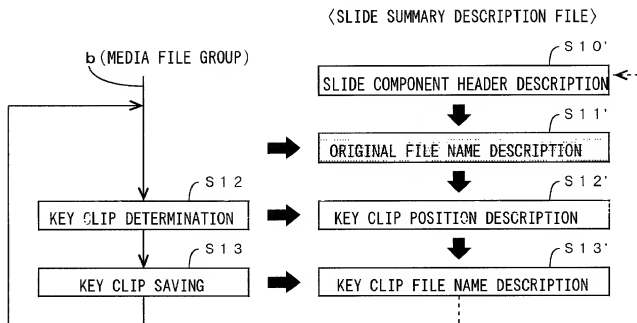 〈SLIDE SUMMARY DESCRIPTION FILE〉
b (MEDIA FILE GROUP)
S10'
SLIDE COMPONENT HEADER DESCRIPTION
S11'
ORIGINAL FILE NAME DESCRIPTION
S12
S12'
KEY CLIP DETERMINATION
KEY CLIP POSITION DESCRIPTION
S13
S13'
KEY CLIP SAVING
KEY CLIP FILE NAME DESCRIPTION